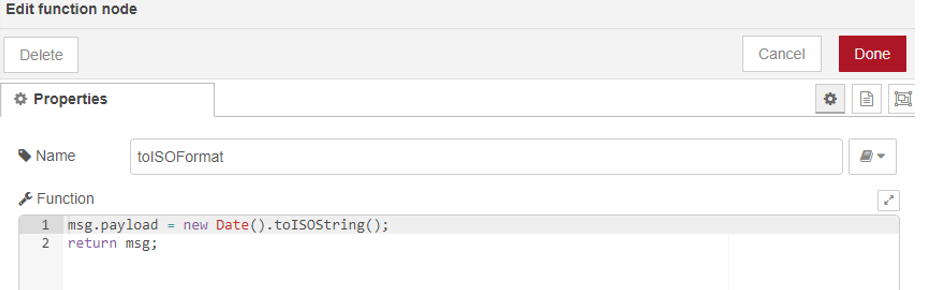 Edit function node
Delete
Cancel
Done
Properties
Name
toISOFormat
Function
1 msg.payload = new Date().toISOString();
2 return msg;